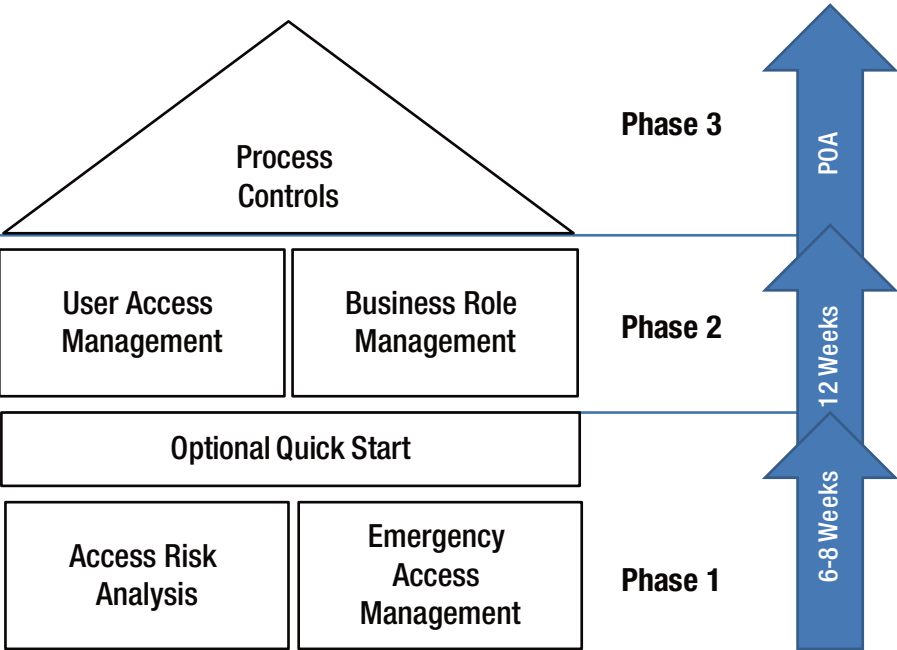 Process
Controls
Phase 3
POA
User Access
Management
Business Role
Management
Phase 2
12 Weeks
Optional Quick Start
Access Risk
Analysis
Emergency
Access
Management
Phase 1
6-8 Weeks